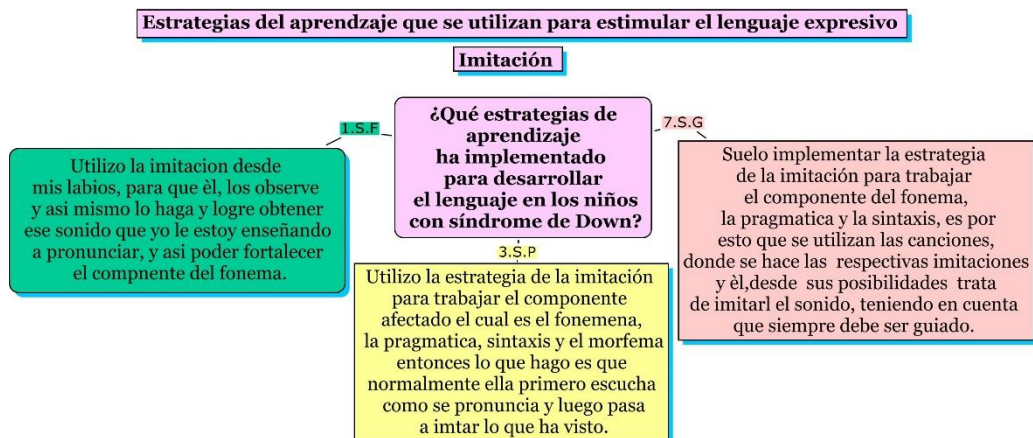 Estrategias del aprendzaje que se utilizan para estimular el lenguaje expresivo
Imitación
¿Qué estrategias de
aprendizaje
ha implementado
para desarrollar
el lenguaje en los niños
con síndrome de Down?
1.S.F
Utilizo la imitacion desde
mis labios, para que èl, los observe
y asi mismo lo haga y logre obtener
ese sonido que yo le estoy enseñando
a pronunciar, y asi poder fortalecer
el compnente del fonema.
3.S.P
Utilizo la estrategia de la imitación
para trabajar el componente
afectado el cual es el fonemena,
la pragmatica, sintaxis y el morfema
entonces lo que hago es que
normalmente ella primero escucha
como se pronuncia y luego pasa
a imtar lo que ha visto.
7.S.G
Suelo implementar la estrategia
de la imitación para trabajar
el componente del fonema,
la pragmatica y la sintaxis, es por
esto que se utilizan las canciones,
donde se hace las respectivas imitaciones
y èl,desde sus posibilidades trata
de imitarl el sonido, teniendo en cuenta
que siempre debe ser guiado.